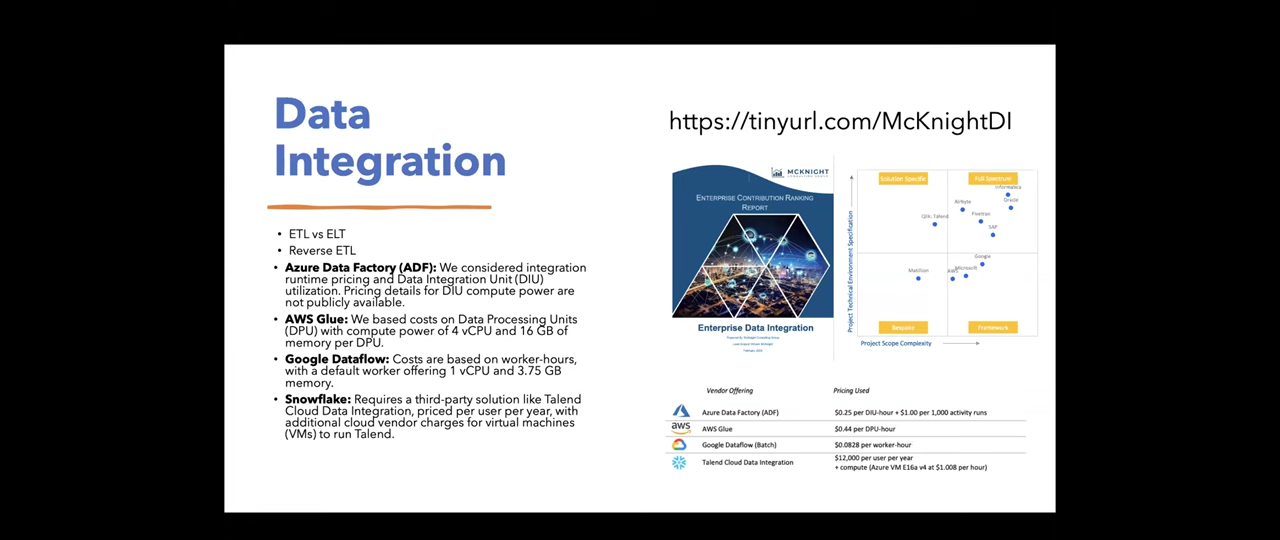 Data
Integration
• ETL vs ELT
• Reverse ETL
• Azure Data Factory (ADF): We considered integration
runtime pricing and Data Integration Unit (DIU)
utilization. Pricing details for DIU compute power are
not publicly available.
• AWS Glue: We based costs on Data Processing Units
(DPU) with compute power of 4 vCPU and 16 GB of
memory per DPU.
• Google Dataflow: Costs are based on worker-hours,
with a default worker offering 1 vCPU and 3.75 GB
memory.
• Snowflake: Requires a third-party solution like Talend
Cloud Data Integration, priced per user per year, with
additional cloud vendor charges for virtual machines
(VMs) to run Talend.
https://tinyurl.com/McKnightDI
MCKNIGHT
CONSULTING GROUP
ENTERPRISE CONTRIBUTION RANKING
REPORT
Enterprise Data Integration
Prepared By: McKnight Consulting Group
Project Technical Environment Specification
Solution Specific
Full Spectrum
Informatica
Oracle
Airbyte
Fivetran
Qlik; Talend
SAP
Google
Matillion
AWS
Microsoft
Bespoke
Framework
Project Scope Complexity
Vendor Offering Pricing Used
Azure Data Factory (ADF) $0.25 per DIU-hour + $1.00 per 1,000 activity runs
aws AWS Glue $0.44 per DPU-hour
Google Dataflow (Batch) $0.0828 per worker-hour
Talend Cloud Data Integration $12,000 per user per year
+ compute (Azure VM E16a v4 at $1.008 per hour)